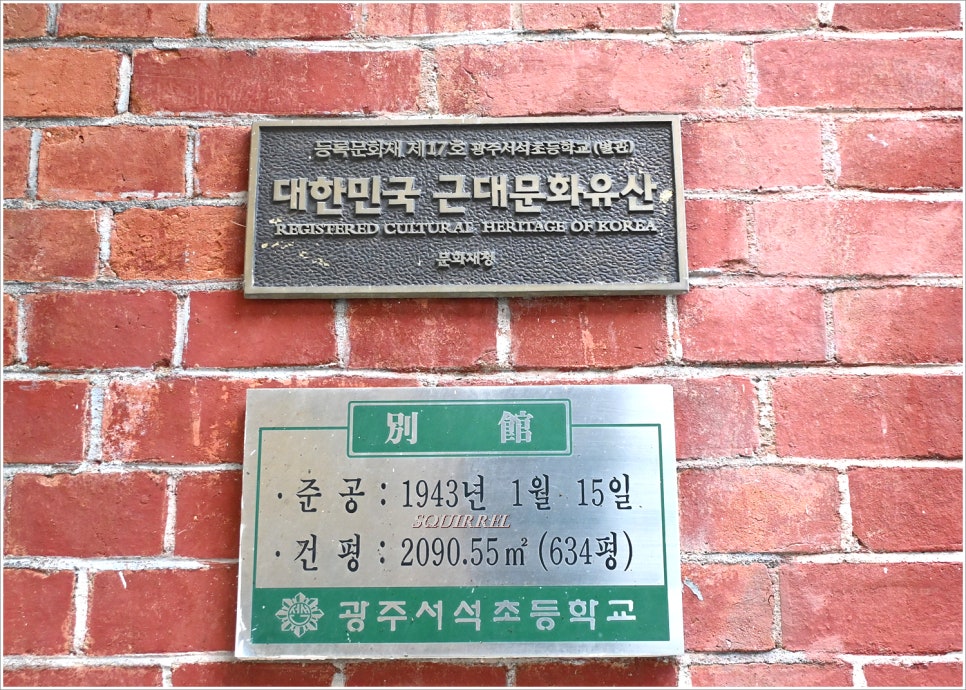 등록문화재 제17호 광주서석초등학교(별관)
대한민국 근대문화유산
REGISTERED CULTURAL HERITAGE OF KOREA
문화재청
別 館
· 준 공 : 1943년 1월 15일
SQUIRREL
· 건 평 : 2090.55㎡ (634평)
광주서석초등학교